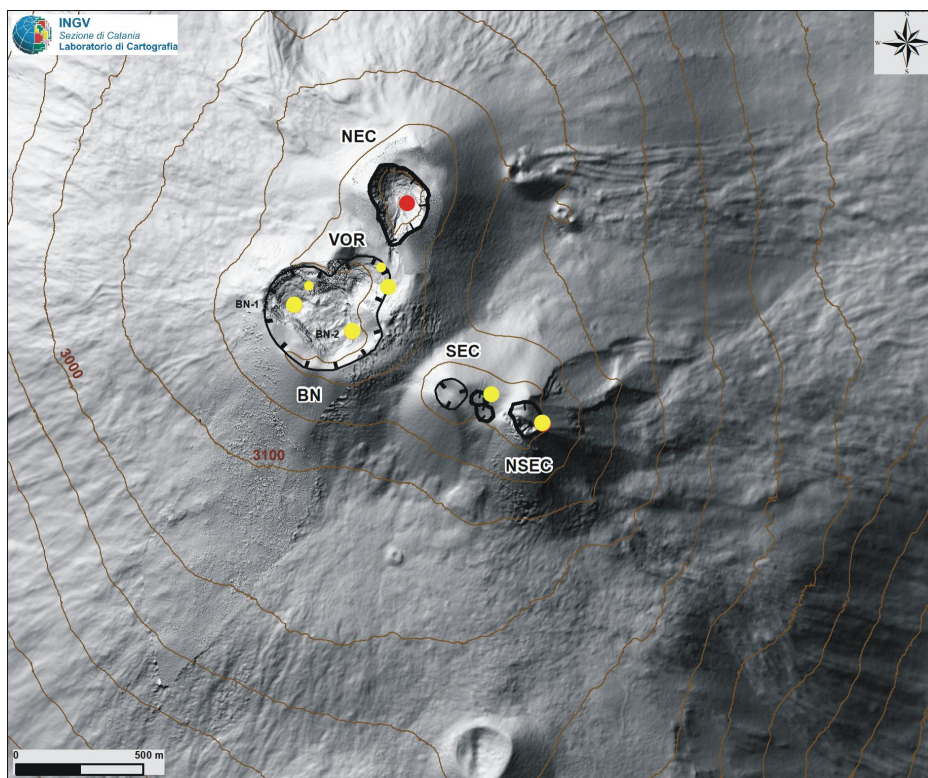 INGV
Sezione di Catania
Laboratorio di Cartografia
N
W
S
NEC
VOR
BN-1
BN-2
SEC
BN
NSEC
3000
3100
0 500 m